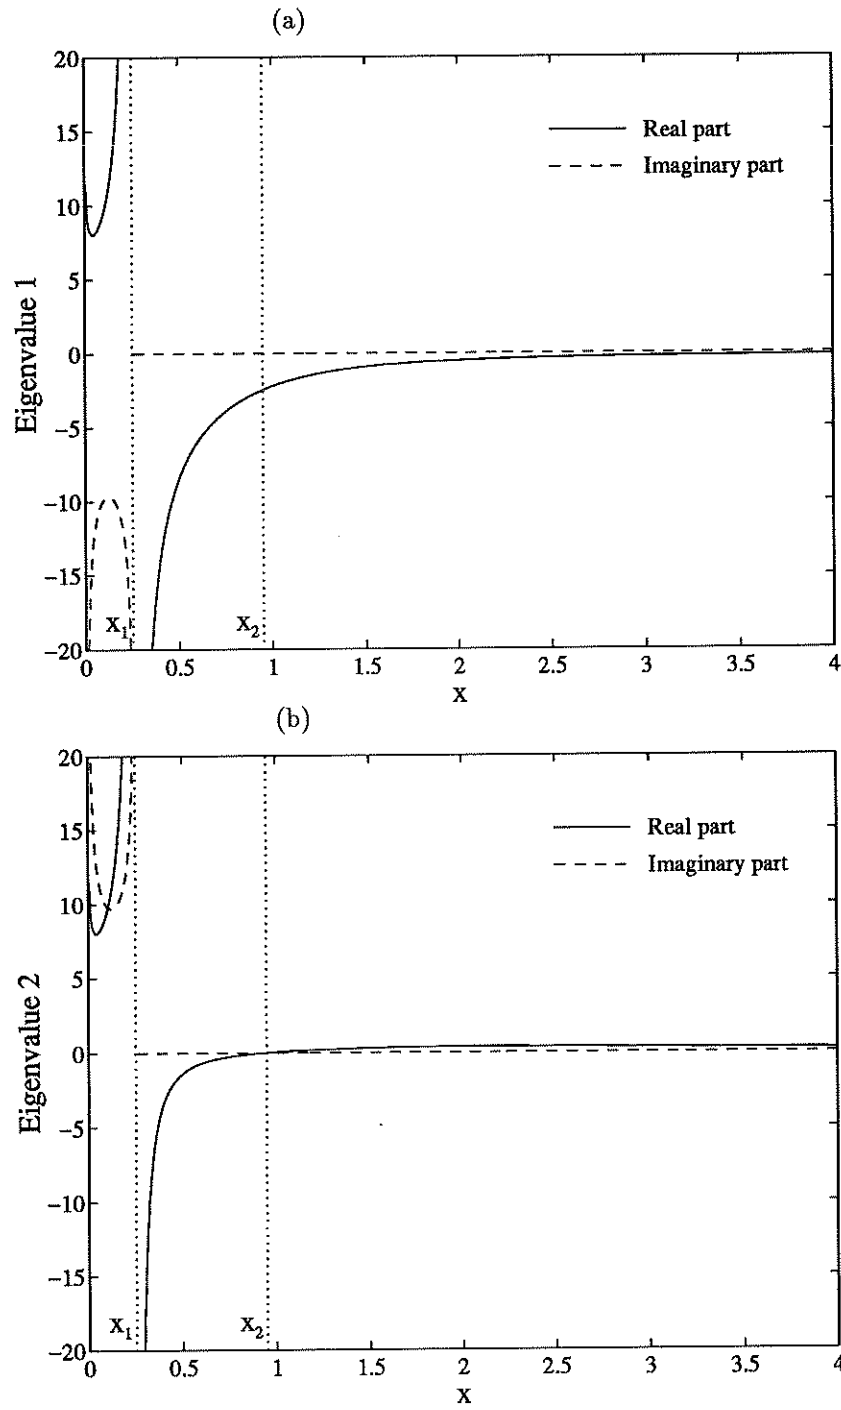 (a)
20
15
10
5
0
−5
−10
−15
−20
Eigenvalue 1
Real part
Imaginary part
x₁
x₂
0 0.5 1 1.5 2 2.5 3 3.5 4
x
(b)
20
15
10
5
0
−5
−10
−15
−20
Eigenvalue 2
Real part
Imaginary part
x₁
x₂
0 0.5 1 1.5 2 2.5 3 3.5 4
x